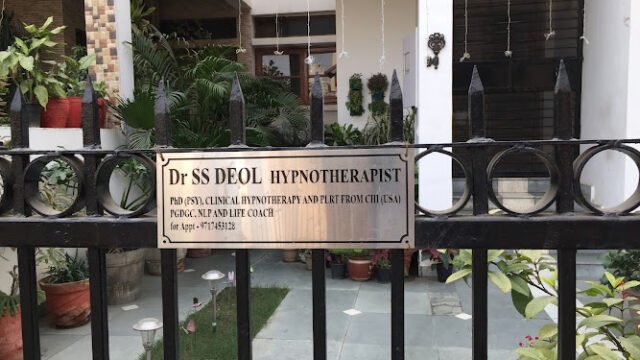 Dr SS DEOL HYPNOTHERAPIST
PhD (PSY), CLINICAL HYPNOTHERAPY AND PLRT FROM CHI (USA)
PGDGC, NLP AND LIFE COACH
for Appt - 9717453128